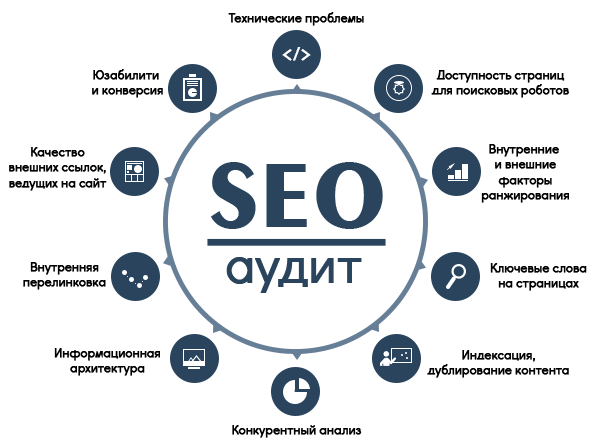 Технические проблемы
Доступность страниц
для поисковых роботов
Внутренние
и внешние
факторы
ранжирования
Ключевые слова
на страницах
Индексация,
дублирование контента
Конкурентный анализ
Информационная
архитектура
Внутренняя
перелинковка
Качество
внешних ссылок,
ведущих на сайт
Юзабилити
и конверсия
SEO
аудит